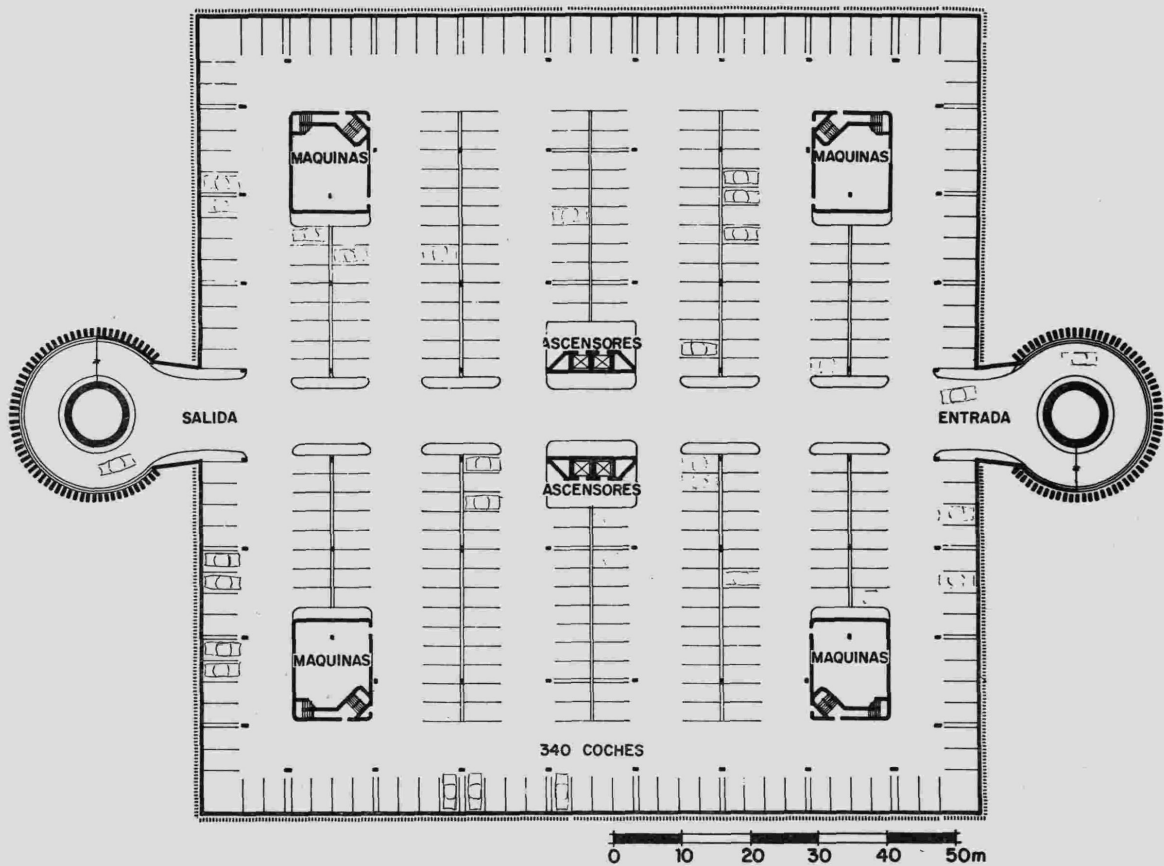 MAQUINAS
MAQUINAS
ASCENSORES
SALIDA
ENTRADA
ASCENSORES
MAQUINAS
MAQUINAS
340 COCHES
0 10 20 30 40 50m